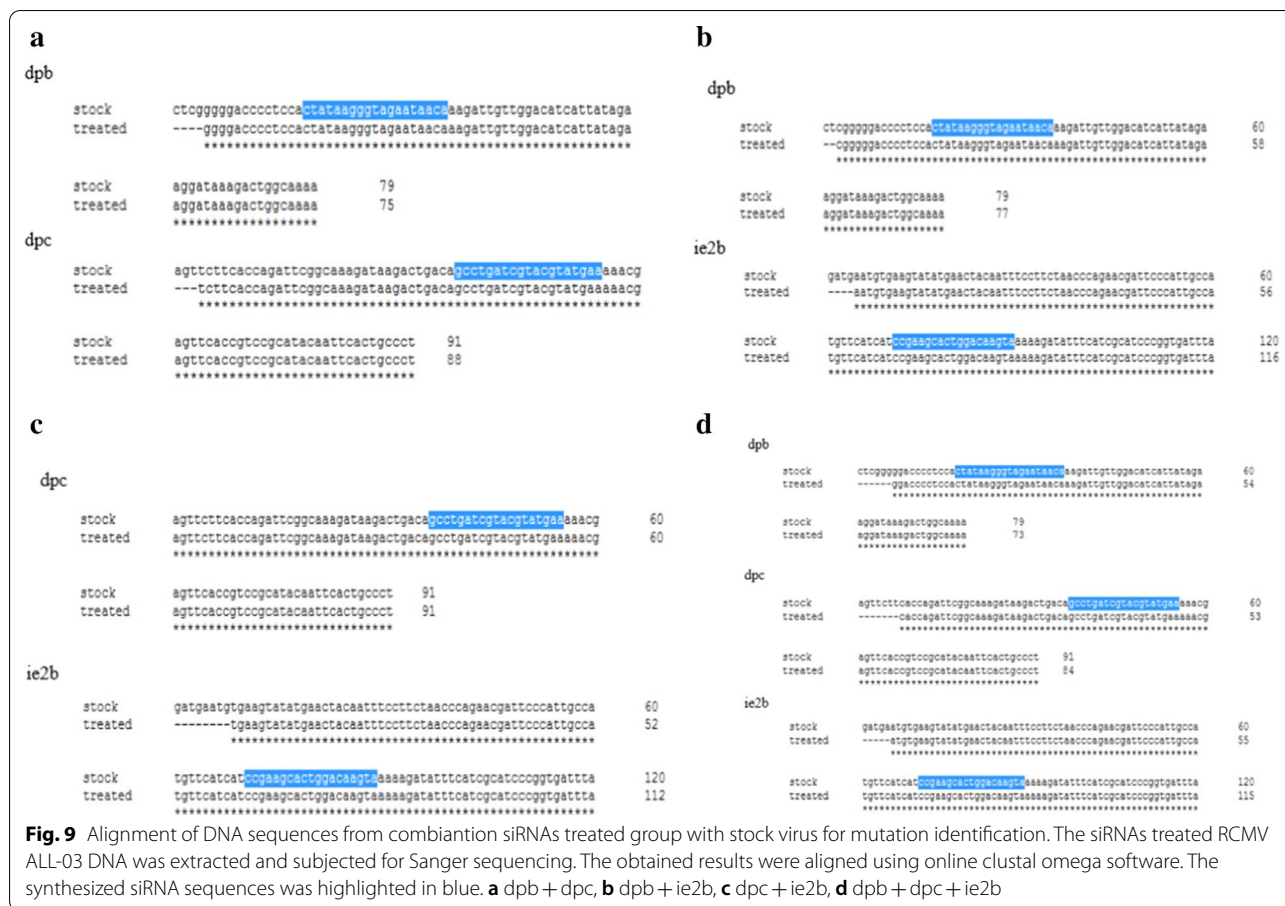 a
dpb
stock ctcgggggacccctccactataagggtagaataacaaagattgttggacatcattataga
treated ----ggggacccctccactataagggtagaataacaaagattgttggacatcattataga
********************************************************
stock aggataaagactggcaaaa 79
treated aggataaagactggcaaaa 75
*******************
dpc
stock agttcttcaccagattcggcaaagataagactgacagcctgatcgtacgtatgaaaaacg
treated ---tcttcaccagattcggcaaagataagactgacagcctgatcgtacgtatgaaaaacg
*********************************************************
stock agttcaccgtccgcatacaattcactgccct 91
treated agttcaccgtccgcatacaattcactgccct 88
*******************************
b
dpb
stock ctcgggggacccctccactataagggtagaataacaaagattgttggacatcattataga 60
treated --cgggggacccctccactataagggtagaataacaaagattgttggacatcattataga 58
**********************************************************
stock aggataaagactggcaaaa 79
treated aggataaagactggcaaaa 77
*******************
ie2b
stock gatgaatgtgaagtatatgaactacaatttccttctaacccagaacgattcccattgcca 60
treated ----aatgtgaagtatatgaactacaatttccttctaacccagaacgattcccattgcca 56
********************************************************
stock tgttcatcatccgaagcactggacaagtaaaaagatatttcatcgcatcccggtgattta 120
treated tgttcatcatccgaagcactggacaagtaaaaagatatttcatcgcatcccggtgattta 116
************************************************************
c
dpc
stock agttcttcaccagattcggcaaagataagactgacagcctgatcgtacgtatgaaaaacg 60
treated agttcttcaccagattcggcaaagataagactgacagcctgatcgtacgtatgaaaaacg 60
************************************************************
stock agttcaccgtccgcatacaattcactgccct 91
treated agttcaccgtccgcatacaattcactgccct 91
*******************************
ie2b
stock gatgaatgtgaagtatatgaactacaatttccttctaacccagaacgattcccattgcca 60
treated --------tgaagtatatgaactacaatttccttctaacccagaacgattcccattgcca 52
****************************************************
stock tgttcatcatccgaagcactggacaagtaaaaagatatttcatcgcatcccggtgattta 120
treated tgttcatcatccgaagcactggacaagtaaaaagatatttcatcgcatcccggtgattta 112
************************************************************
d
dpb
stock ctcgggggacccctccactataagggtagaataacaaagattgttggacatcattataga 60
treated ------ggacccctccactataagggtagaataacaaagattgttggacatcattataga 54
******************************************************
stock aggataaagactggcaaaa 79
treated aggataaagactggcaaaa 73
*******************
dpc
stock agttcttcaccagattcggcaaagataagactgacagcctgatcgtacgtatgaaaaacg 60
treated -------caccagattcggcaaagataagactgacagcctgatcgtacgtatgaaaaacg 53
*****************************************************
stock agttcaccgtccgcatacaattcactgccct 91
treated agttcaccgtccgcatacaattcactgccct 84
*******************************
ie2b
stock gatgaatgtgaagtatatgaactacaatttccttctaacccagaacgattcccattgcca 60
treated -----atgtgaagtatatgaactacaatttccttctaacccagaacgattcccattgcca 55
*******************************************************
stock tgttcatcatccgaagcactggacaagtaaaaagatatttcatcgcatcccggtgattta 120
treated tgttcatcatccgaagcactggacaagtaaaaagatatttcatcgcatcccggtgattta 115
************************************************************
Fig. 9 Alignment of DNA sequences from combiantion siRNAs treated group with stock virus for mutation identification. The siRNAs treated RCMV
ALL-03 DNA was extracted and subjected for Sanger sequencing. The obtained results were aligned using online clustal omega software. The
synthesized siRNA sequences was highlighted in blue. a dpb + dpc, b dpb + ie2b, c dpc + ie2b, d dpb + dpc + ie2b